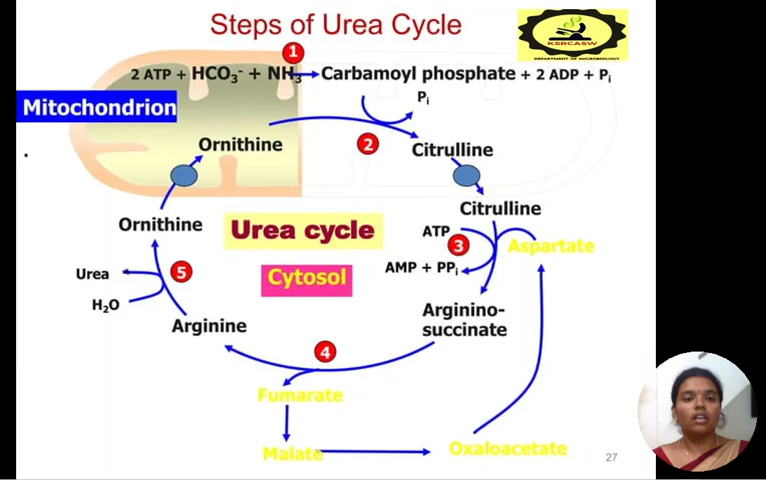 Steps of Urea Cycle
KSRCASW
DEPARTMENT OF MICROBIOLOGY
1
2 ATP + HCO₃⁻ + NH₃ Carbamoyl phosphate + 2 ADP + Pᵢ
Mitochondrion
Pᵢ
Ornithine
2
Citrulline
Ornithine
Citrulline
Urea cycle
ATP
3
Aspartate
Urea
5
Cytosol
AMP + PPᵢ
H₂O
Arginine
Arginino-
succinate
4
Fumarate
Malate
Oxaloacetate
27